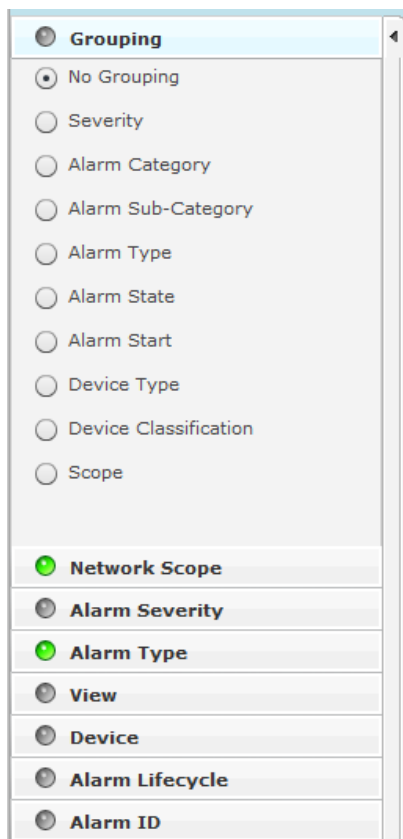 Grouping
No Grouping
Severity
Alarm Category
Alarm Sub-Category
Alarm Type
Alarm State
Alarm Start
Device Type
Device Classification
Scope
Network Scope
Alarm Severity
Alarm Type
View
Device
Alarm Lifecycle
Alarm ID